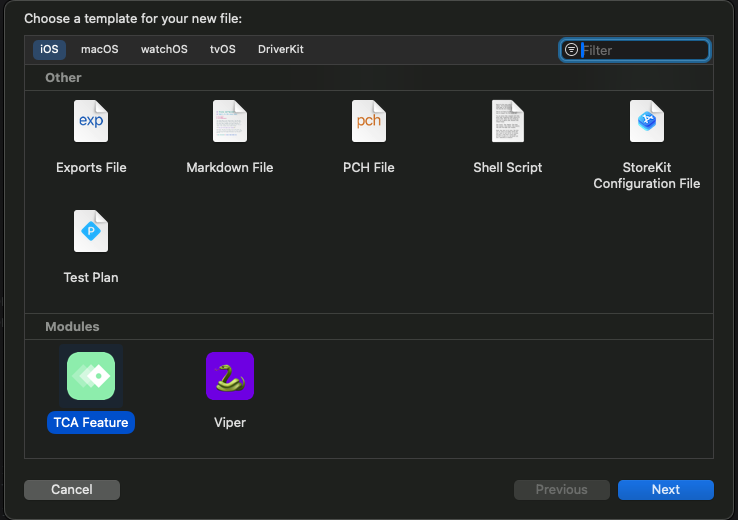 Choose a template for your new file:
iOS macOS watchOS tvOS DriverKit Filter
Other
exp pch
Exports File Markdown File PCH File Shell Script StoreKit
Configuration File
P
Test Plan
Modules
TCA Feature Viper
Cancel Previous Next